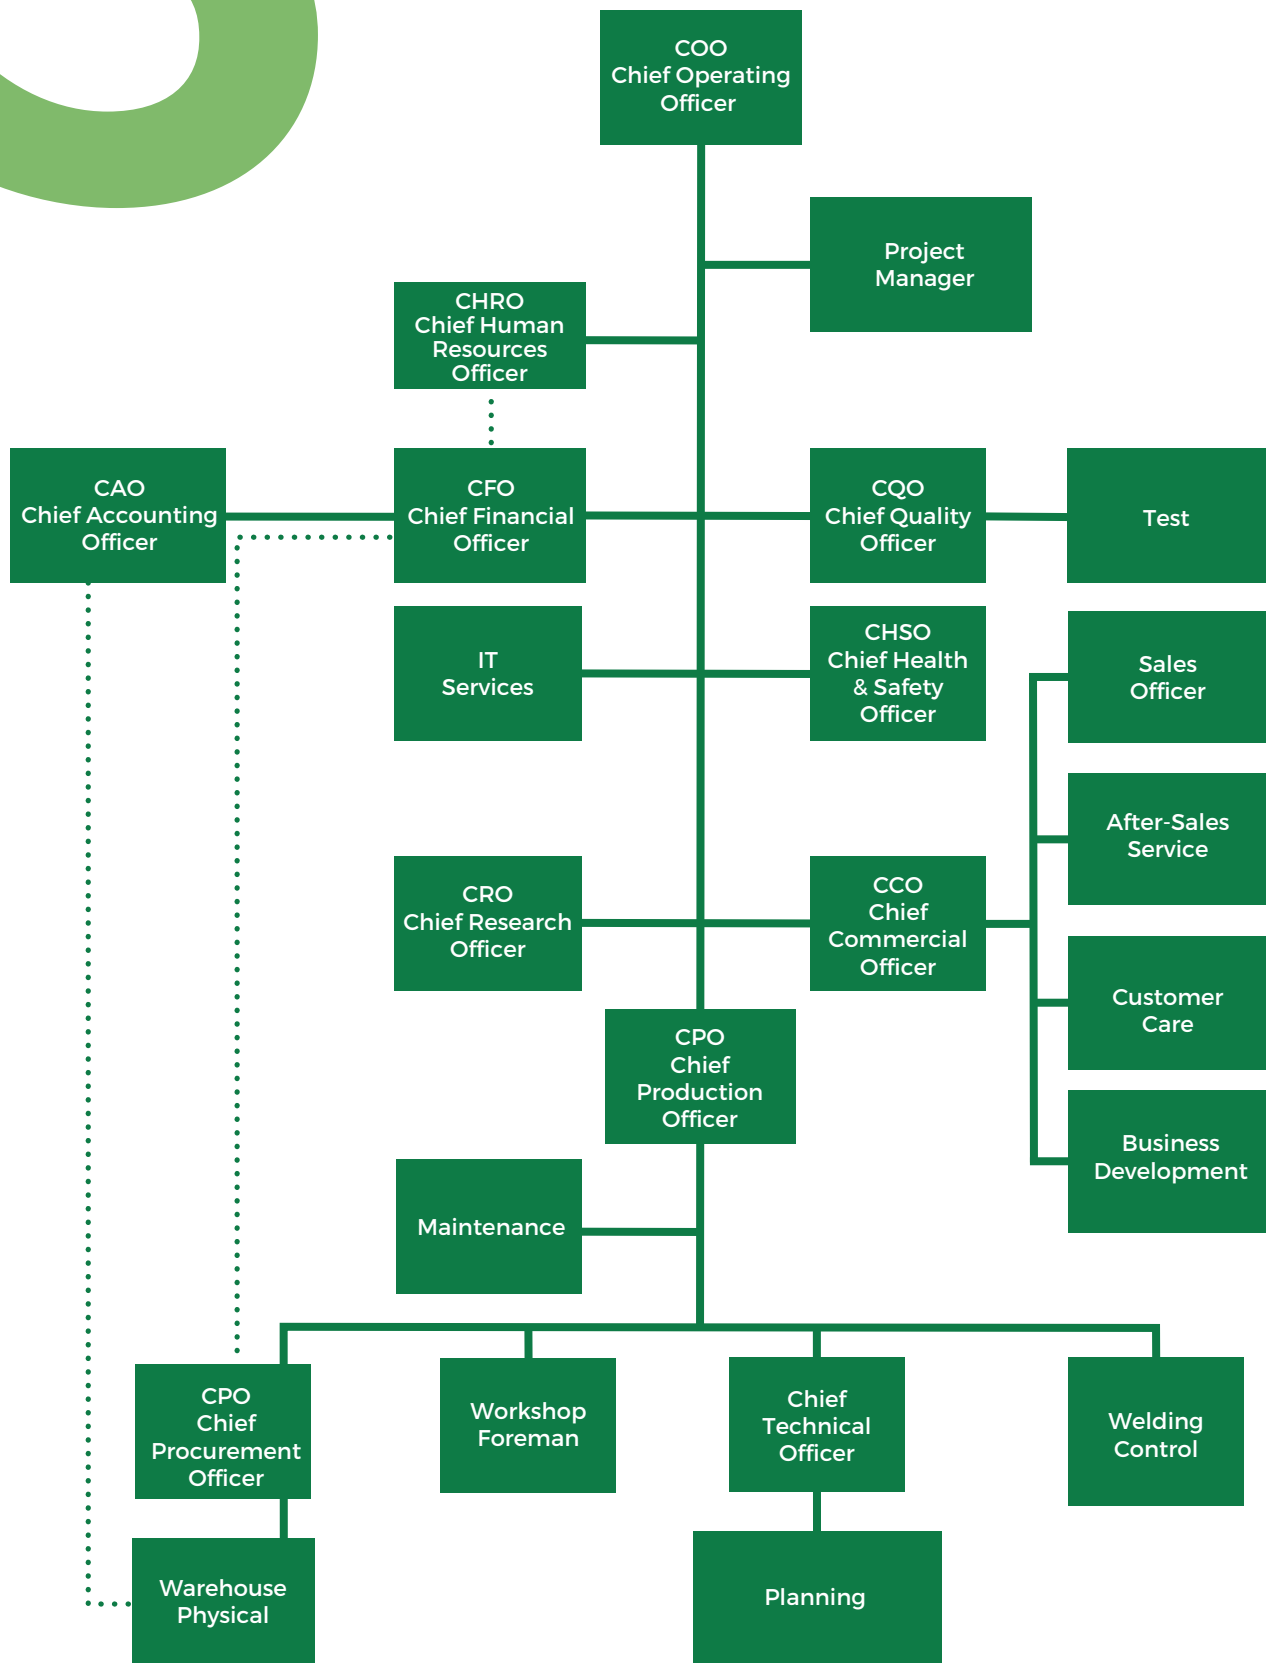 COO
Chief Operating
Officer
Project
Manager
CHRO
Chief Human
Resources
Officer
CAO
Chief Accounting
Officer
CFO
Chief Financial
Officer
CQO
Chief Quality
Officer
Test
IT
Services
CHSO
Chief Health
& Safety
Officer
Sales
Officer
After-Sales
Service
CRO
Chief Research
Officer
CCO
Chief
Commercial
Officer
Customer
Care
CPO
Chief
Production
Officer
Business
Development
Maintenance
CPO
Chief
Procurement
Officer
Workshop
Foreman
Chief
Technical
Officer
Welding
Control
Warehouse
Physical
Planning